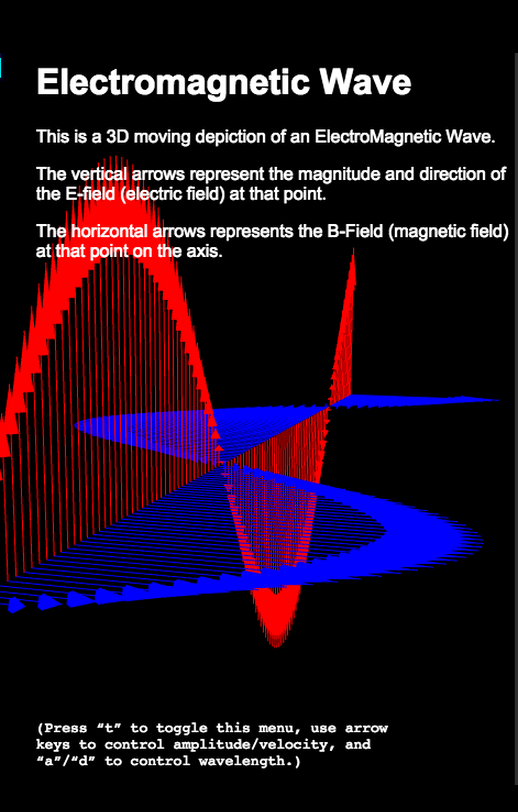 Electromagnetic Wave
This is a 3D moving depiction of an ElectroMagnetic Wave.
The vertical arrows represent the magnitude and direction of
the E-field (electric field) at that point.
The horizontal arrows represents the B-Field (magnetic field)
at that point on the axis.
(Press “t” to toggle this menu, use arrow
keys to control amplitude/velocity, and
“a”/“d” to control wavelength.)